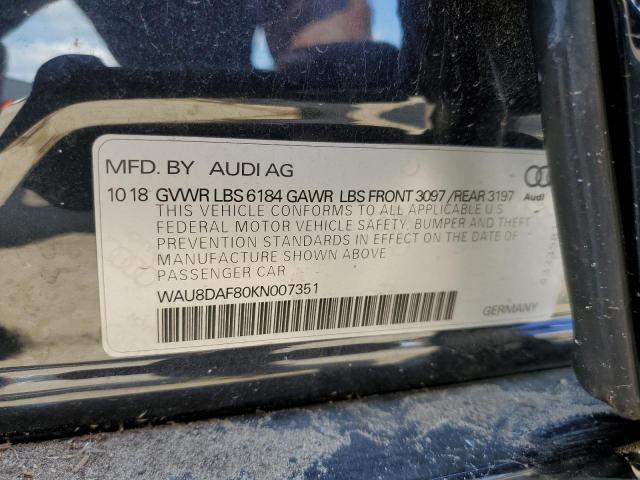 MFD. BY AUDI AG
10 18 GVWR LBS 6184 GAWR LBS FRONT 3097 / REAR 3197
Audi
THIS VEHICLE CONFORMS TO ALL APPLICABLE U S
FEDERAL MOTOR VEHICLE SAFETY, BUMPER AND THEFT
PREVENTION STANDARDS IN EFFECT ON THE DATE OF
MANUFACTURE SHOWN ABOVE
PASSENGER CAR
WAU8DAF80KN007351
GERMANY